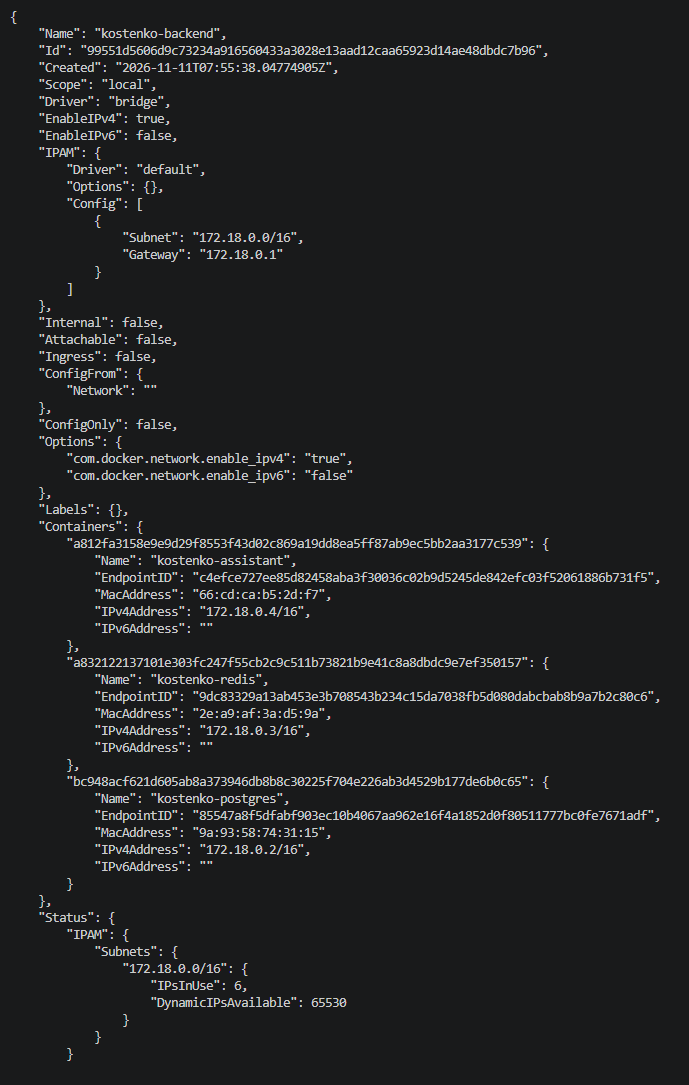 {
    "Name": "kostenko-backend",
    "Id": "99551d5606d9c73234a916560433a3028e13aad12caa65923d14ae48dbdc7b96",
    "Created": "2026-11-11T07:55:38.04774905Z",
    "Scope": "local",
    "Driver": "bridge",
    "EnableIPv4": true,
    "EnableIPv6": false,
    "IPAM": {
        "Driver": "default",
        "Options": {},
        "Config": [
            {
                "Subnet": "172.18.0.0/16",
                "Gateway": "172.18.0.1"
            }
        ]
    },
    "Internal": false,
    "Attachable": false,
    "Ingress": false,
    "ConfigFrom": {
        "Network": ""
    },
    "ConfigOnly": false,
    "Options": {
        "com.docker.network.enable_ipv4": "true",
        "com.docker.network.enable_ipv6": "false"
    },
    "Labels": {},
    "Containers": {
        "a812fa3158e9e9d29f8553f43d02c869a19dd8ea5ff87ab9ec5bb2aa3177c539": {
            "Name": "kostenko-assistant",
            "EndpointID": "c4efce727ee85d82458aba3f30036c02b9d5245de842efc03f52061886b731f5",
            "MacAddress": "66:cd:ca:b5:2d:f7",
            "IPv4Address": "172.18.0.4/16",
            "IPv6Address": ""
        },
        "a832122137101e303fc247f55cb2c9c511b73821b9e41c8a8dbdc9e7ef350157": {
            "Name": "kostenko-redis",
            "EndpointID": "9dc83329a13ab453e3b708543b234c15da7038fb5d080dabcbab8b9a7b2c80c6",
            "MacAddress": "2e:a9:af:3a:d5:9a",
            "IPv4Address": "172.18.0.3/16",
            "IPv6Address": ""
        },
        "bc948acf621d605ab8a373946db8b8c30225f704e226ab3d4529b177de6b0c65": {
            "Name": "kostenko-postgres",
            "EndpointID": "85547a8f5dfabf903ec10b4067aa962e16f4a1852d0f80511777bc0fe7671adf",
            "MacAddress": "9a:93:58:74:31:15",
            "IPv4Address": "172.18.0.2/16",
            "IPv6Address": ""
        }
    },
    "Status": {
        "IPAM": {
            "Subnets": {
                "172.18.0.0/16": {
                    "IPsInUse": 6,
                    "DynamicIPsAvailable": 65530
                }
            }
        }